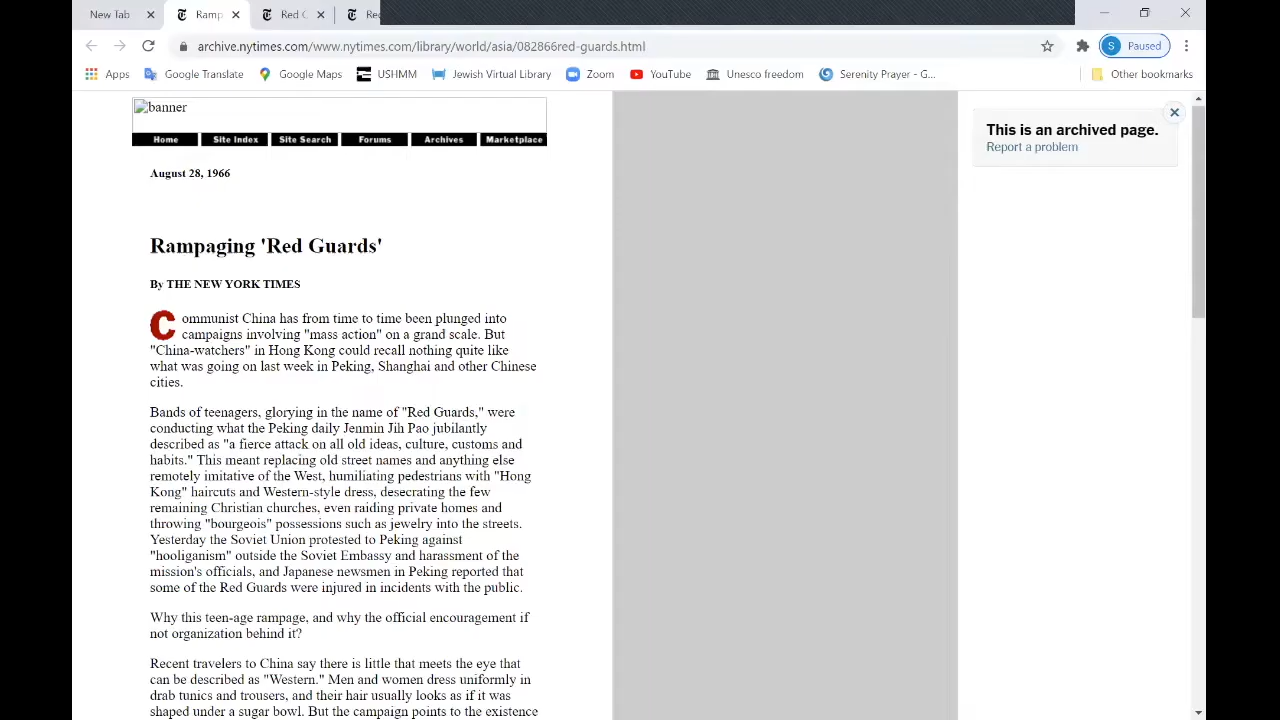 New Tab
Ramp
Red C
Rec
archive.nytimes.com/www.nytimes.com/library/world/asia/082866red-guards.html
S
Paused
Apps
Google Translate
Google Maps
USHMM
Jewish Virtual Library
Zoom
YouTube
Unesco freedom
Serenity Prayer - G...
Other bookmarks
banner
Home
Site Index
Site Search
Forums
Archives
Marketplace
This is an archived page.
Report a problem
August 28, 1966
Rampaging 'Red Guards'
By THE NEW YORK TIMES
Communist China has from time to time been plunged into
campaigns involving "mass action" on a grand scale. But
"China-watchers" in Hong Kong could recall nothing quite like
what was going on last week in Peking, Shanghai and other Chinese
cities.
Bands of teenagers, glorying in the name of "Red Guards," were
conducting what the Peking daily Jenmin Jih Pao jubilantly
described as "a fierce attack on all old ideas, culture, customs and
habits." This meant replacing old street names and anything else
remotely imitative of the West, humiliating pedestrians with "Hong
Kong" haircuts and Western-style dress, desecrating the few
remaining Christian churches, even raiding private homes and
throwing "bourgeois" possessions such as jewelry into the streets.
Yesterday the Soviet Union protested to Peking against
"hooliganism" outside the Soviet Embassy and harassment of the
mission's officials, and Japanese newsmen in Peking reported that
some of the Red Guards were injured in incidents with the public.
Why this teen-age rampage, and why the official encouragement if
not organization behind it?
Recent travelers to China say there is little that meets the eye that
can be described as "Western." Men and women dress uniformly in
drab tunics and trousers, and their hair usually looks as if it was
shaped under a sugar bowl. But the campaign points to the existence